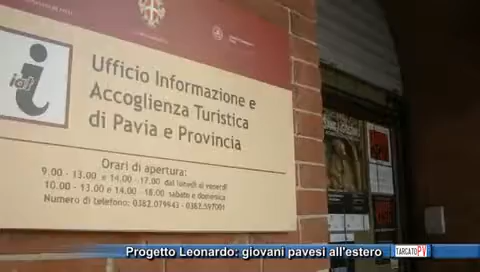 iat
Ufficio Informazione e
Accoglienza Turistica
di Pavia e Provincia
Orari di apertura:
9.00 - 13.00 e 14.00 - 17.00 dal lunedì al venerdì
10.00 - 13.00 e 14.00 - 18.00 sabato e domenica
Numero di telefono: 0382.079943 - 0382.597001
Progetto Leonardo: giovani pavesi all'estero
TARCATOPV